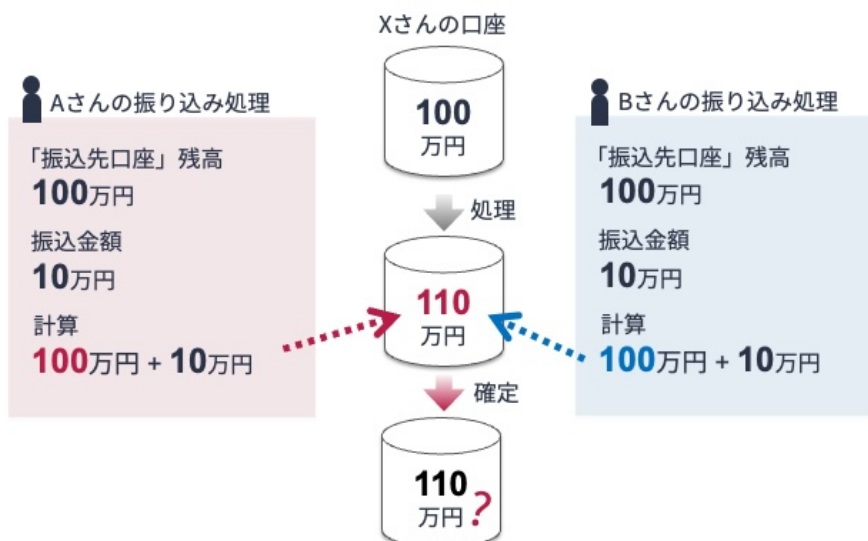 Xさんの口座
100
万円
処理
110
万円
確定
110
万円?
Aさんの振り込み処理
「振込先口座」残高
100万円
振込金額
10万円
計算
100万円 + 10万円
Bさんの振り込み処理
「振込先口座」残高
100万円
振込金額
10万円
計算
100万円 + 10万円